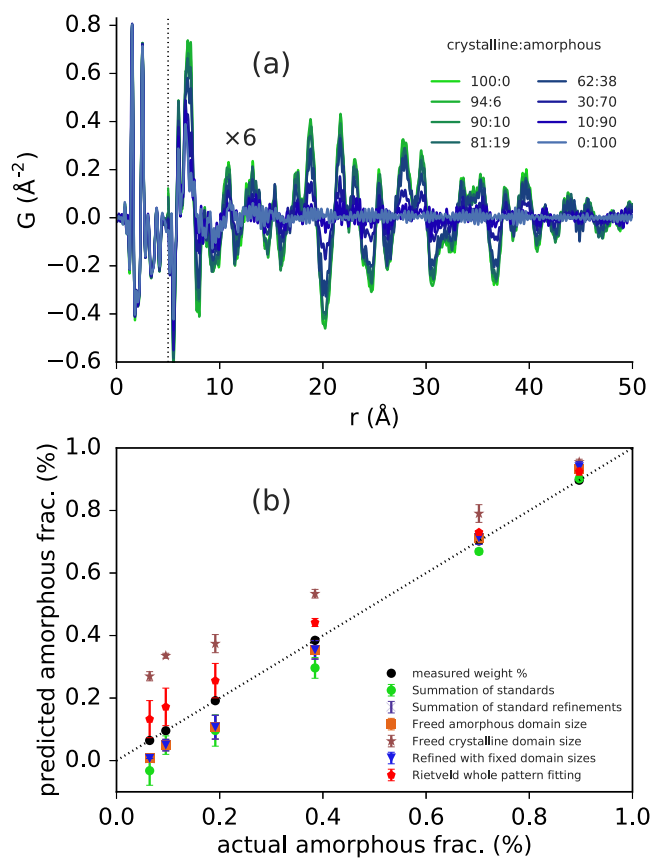 (a)
crystalline:amorphous
100:0 62:38
94:6 30:70
90:10 10:90
81:19 0:100
×6
G (Å⁻²)
0.8
0.6
0.4
0.2
0.0
−0.2
−0.4
−0.6
0 10 20 30 40 50
r (Å)
(b)
predicted amorphous frac. (%)
1.0
0.8
0.6
0.4
0.2
0.0
measured weight %
Summation of standards
Summation of standard refinements
Freed amorphous domain size
Freed crystalline domain size
Refined with fixed domain sizes
Rietveld whole pattern fitting
0.0 0.2 0.4 0.6 0.8 1.0
actual amorphous frac. (%)